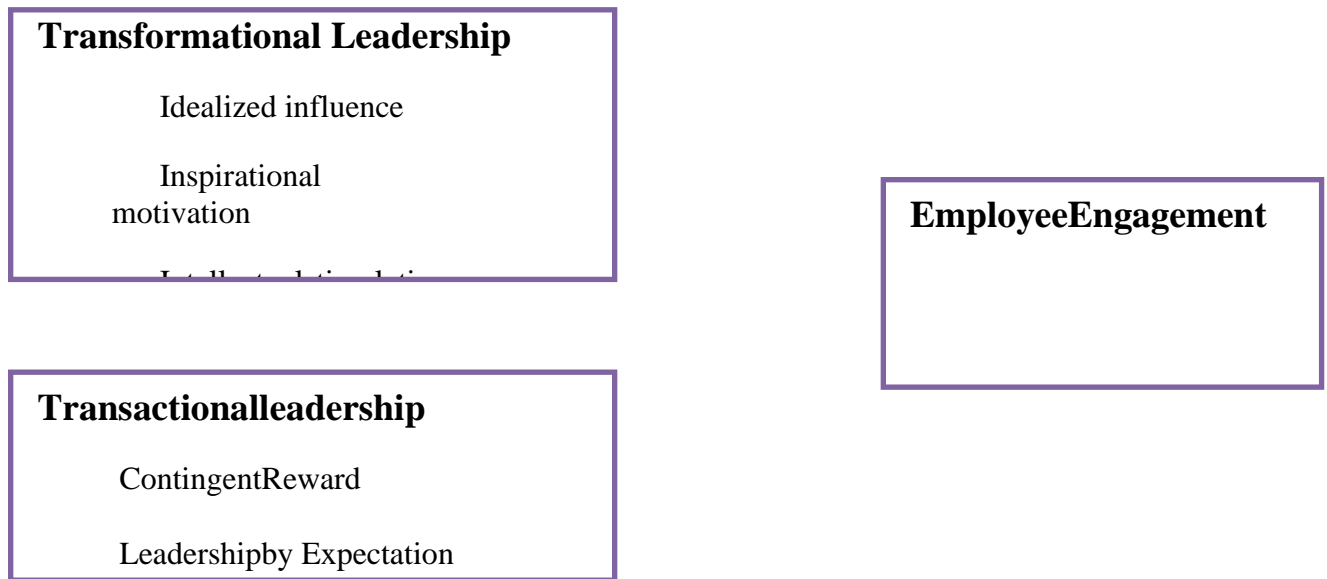 Transformational Leadership
Idealized influence
Inspirational
motivation
EmployeeEngagement
Transactionalleadership
ContingentReward
Leadershipby Expectation